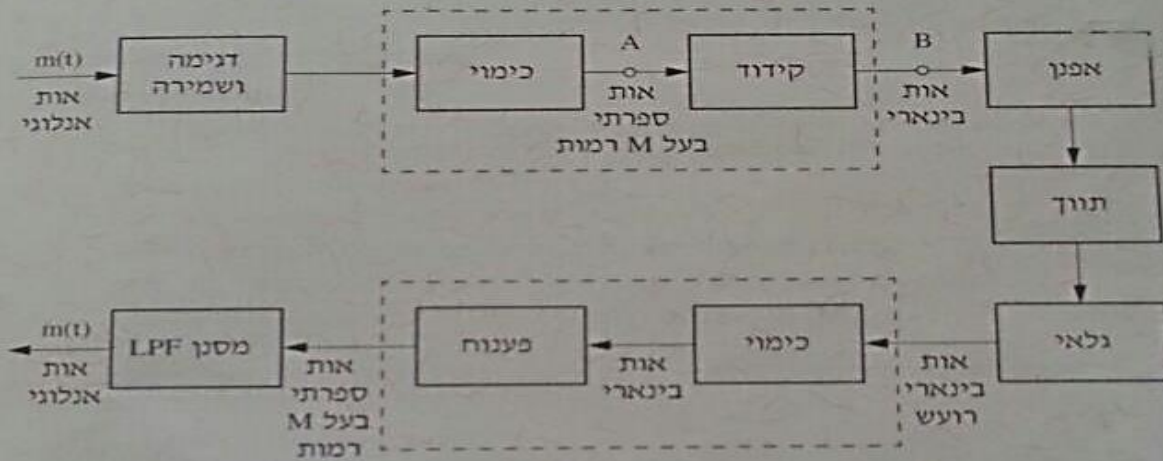 m(t)
אות
אנלוגי
דגימה
ושמירה
כימוי
A
אות
ספרתי
בעל M רמות
קידוד
B
אות
בינארי
אפנן
תווך
גלאי
אות
בינארי
רועש
כימוי
אות
בינארי
פענוח
אות
ספרתי
בעל M
רמות
מסנן LPF
m(t)
אות
אנלוגי